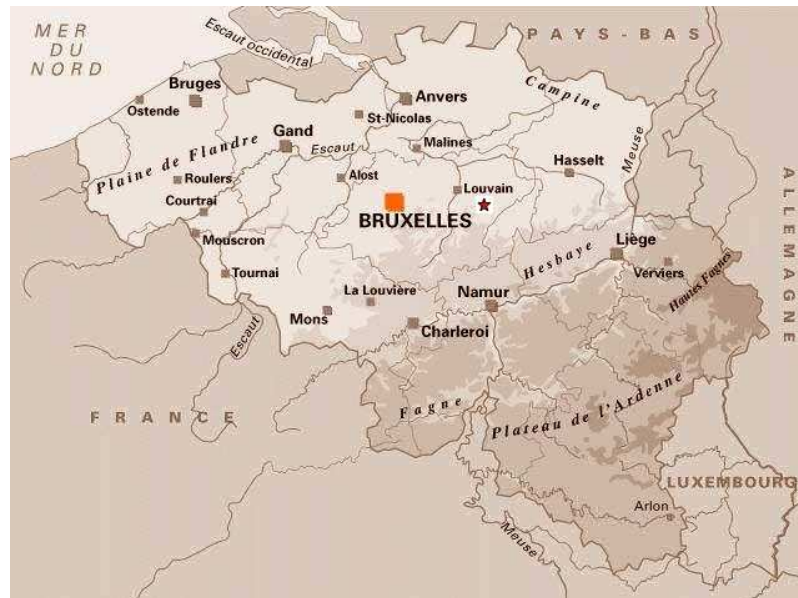 MER
DU
NORD
Escaut occidental
PAYS-BAS
Bruges
Ostende
Anvers
Campine
St-Nicolas
Gand
Escaut
Malines
Meuse
Plaine de Flandre
Hasselt
ALLEMAGNE
Roulers
Alost
Louvain
Courtrai
BRUXELLES
Mouscron
Liège
Hesbaye
Verviers
Tournai
Hautes Fagnes
La Louvière
Namur
Mons
Charleroi
Escaut
FRANCE
Fagne
Plateau de l'Ardenne
LUXEMBOURG
Arlon
Meuse